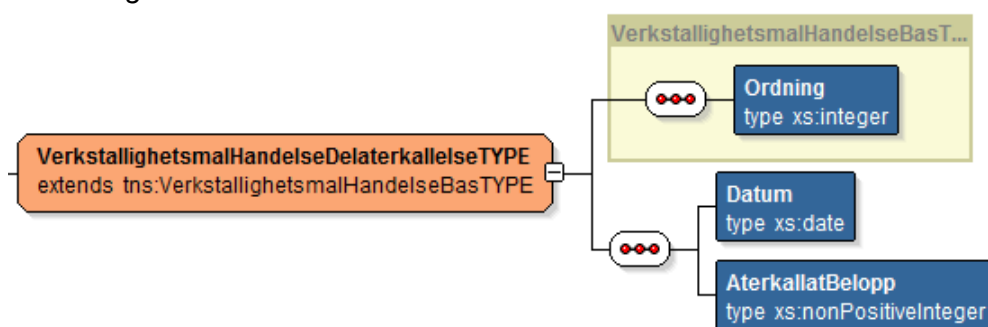 VerkstallighetsmalHandelseBasT...
Ordning
type xs:integer
VerkstallighetsmalHandelseDelaterkallelseTYPE
extends tns:VerkstallighetsmalHandelseBasTYPE
Datum
type xs:date
AterkallatBelopp
type xs:nonPositiveInteger